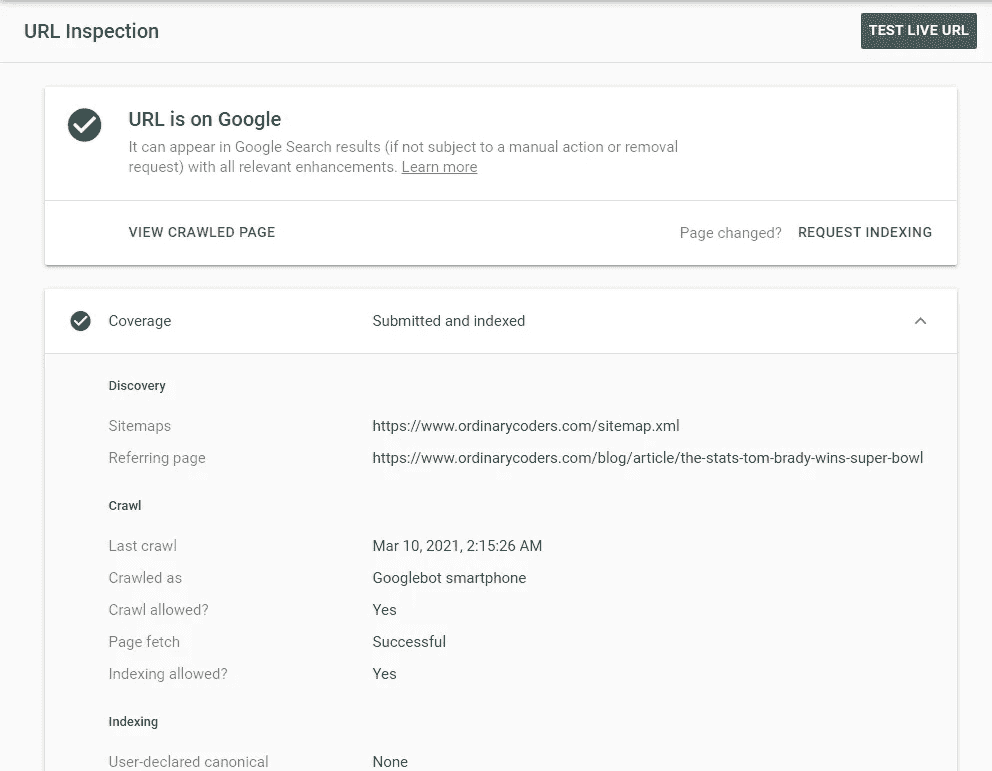 URL Inspection
TEST LIVE URL
URL is on Google
It can appear in Google Search results (if not subject to a manual action or removal
request) with all relevant enhancements. Learn more
VIEW CRAWLED PAGE
Page changed? REQUEST INDEXING
Coverage Submitted and indexed
Discovery
Sitemaps https://www.ordinarycoders.com/sitemap.xml
Referring page https://www.ordinarycoders.com/blog/article/the-stats-tom-brady-wins-super-bowl
Crawl
Last crawl Mar 10, 2021, 2:15:26 AM
Crawled as Googlebot smartphone
Crawl allowed? Yes
Page fetch Successful
Indexing allowed? Yes
Indexing
User-declared canonical None